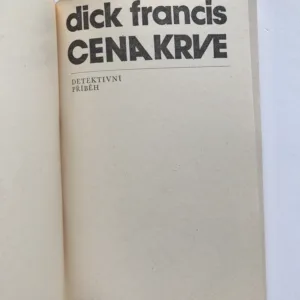 dick francis
CENA KRVE
DETEKTIVNÍ
PŘÍBĚH